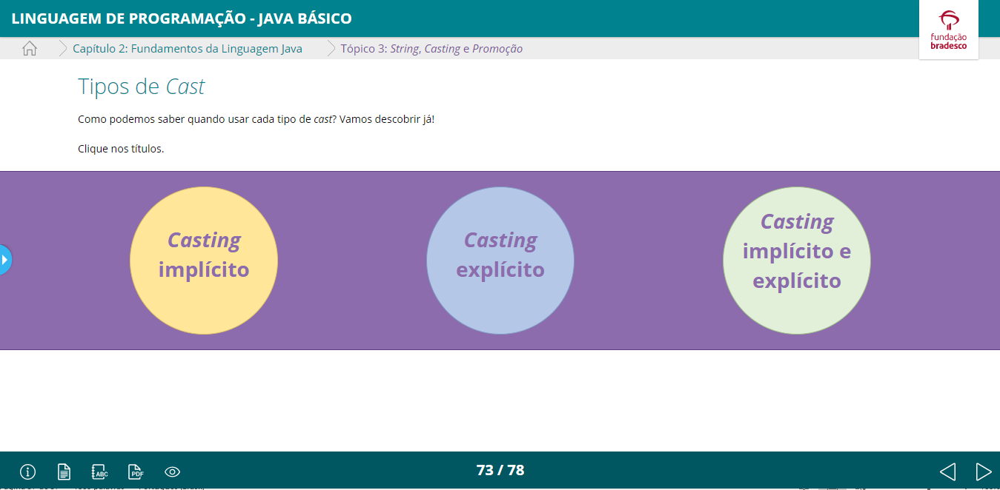 LINGUAGEM DE PROGRAMAÇÃO - JAVA BÁSICO
fundação
bradesco
Capítulo 2: Fundamentos da Linguagem Java
Tópico 3: String, Casting e Promoção
Tipos de Cast
Como podemos saber quando usar cada tipo de cast? Vamos descobrir já!
Clique nos títulos.
Casting
implícito
Casting
explícito
Casting
implícito e
explícito
ABC
PDF
73 / 78